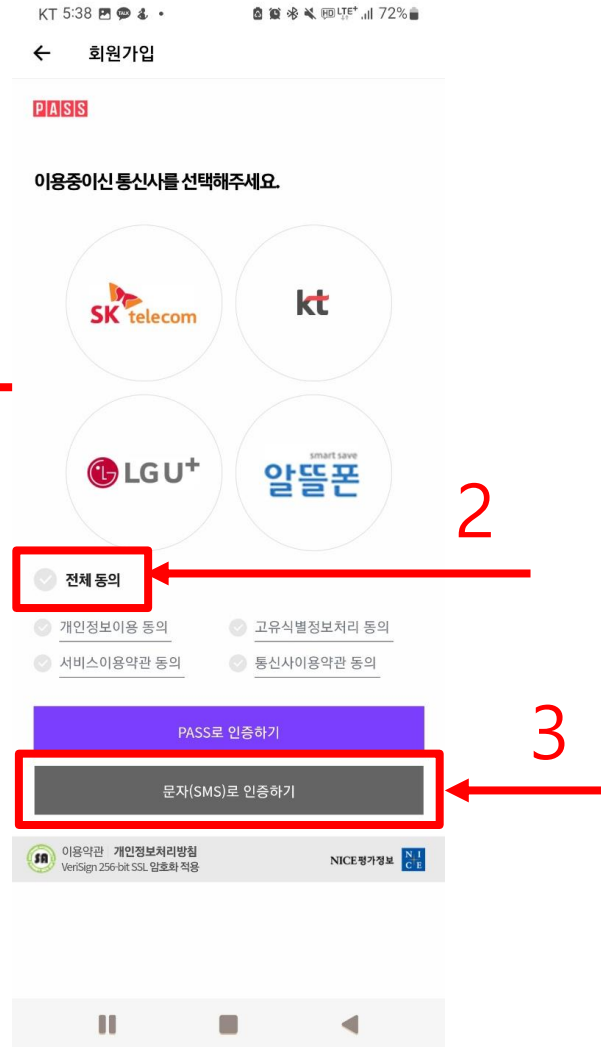 KT 5:38
72%
회원가입
PASS
이용중이신 통신사를 선택해주세요.
SK telecom
kt
LG U+
smart save
알뜰폰
2
전체 동의
개인정보이용 동의
고유식별정보처리 동의
서비스이용약관 동의
통신사이용약관 동의
PASS로 인증하기
3
문자(SMS)로 인증하기
이용약관 개인정보처리방침
VeriSign 256-bit SSL 암호화 적용
NICE평가정보 NICE